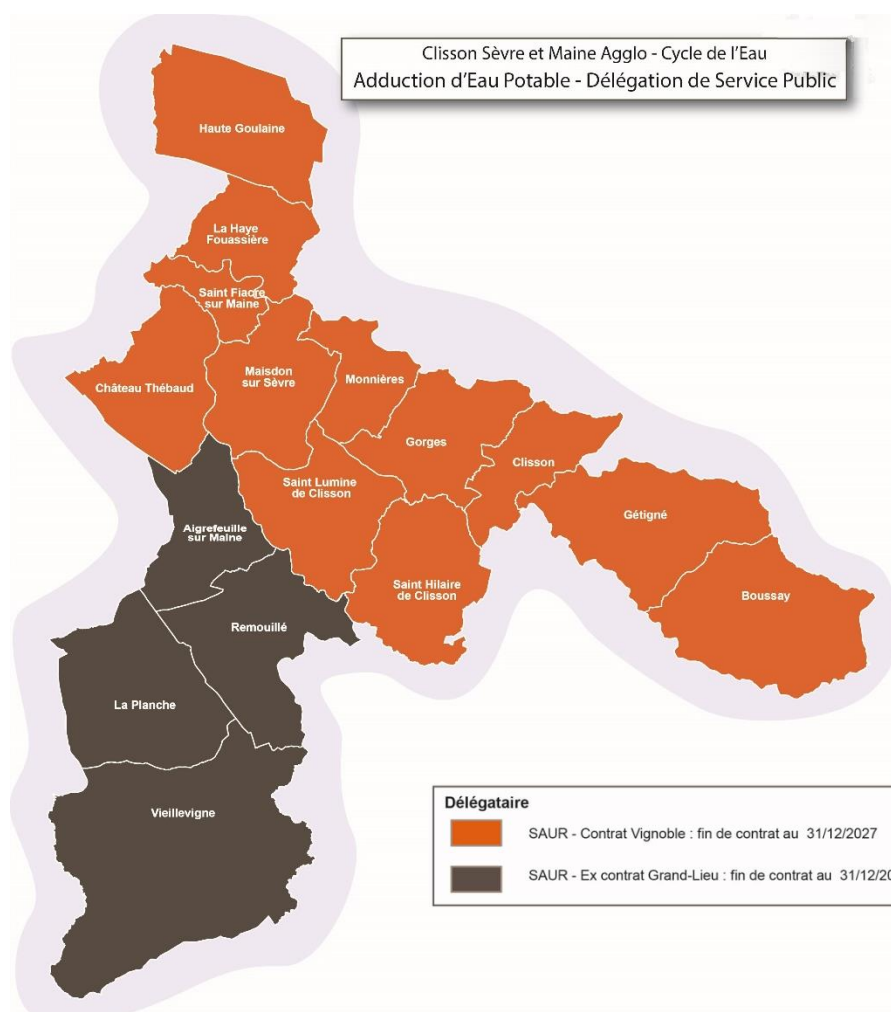 Clisson Sèvre et Maine Agglo - Cycle de l'Eau
Adduction d'Eau Potable - Délégation de Service Public
Haute Goulaine
La Haye
Fouassière
Saint Fiacre
sur Maine
Château Thébaud
Maisdon
sur Sèvre
Monnières
Gorges
Clisson
Saint Lumine
de Clisson
Gétigné
Aigrefeuille
sur Maine
Saint Hilaire
de Clisson
Boussay
Remouillé
La Planche
Vieillevigne
Délégataire
SAUR - Contrat Vignoble : fin de contrat au 31/12/2027
SAUR - Ex contrat Grand-Lieu : fin de contrat au 31/12/20